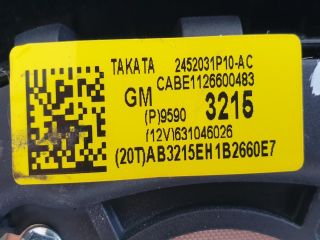 TAKATA 2452031P10-AC
CABE1126600483
GM 3215
(P)9590
(12V)631046026
(20T)AB3215EH1B2660E7